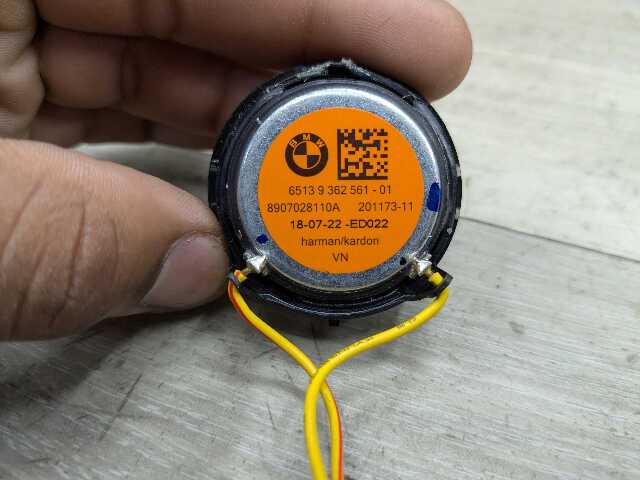 BMW
6513 9 362 561 - 01
8907028110A 201173-11
18-07-22 -ED022
harman/kardon
VN